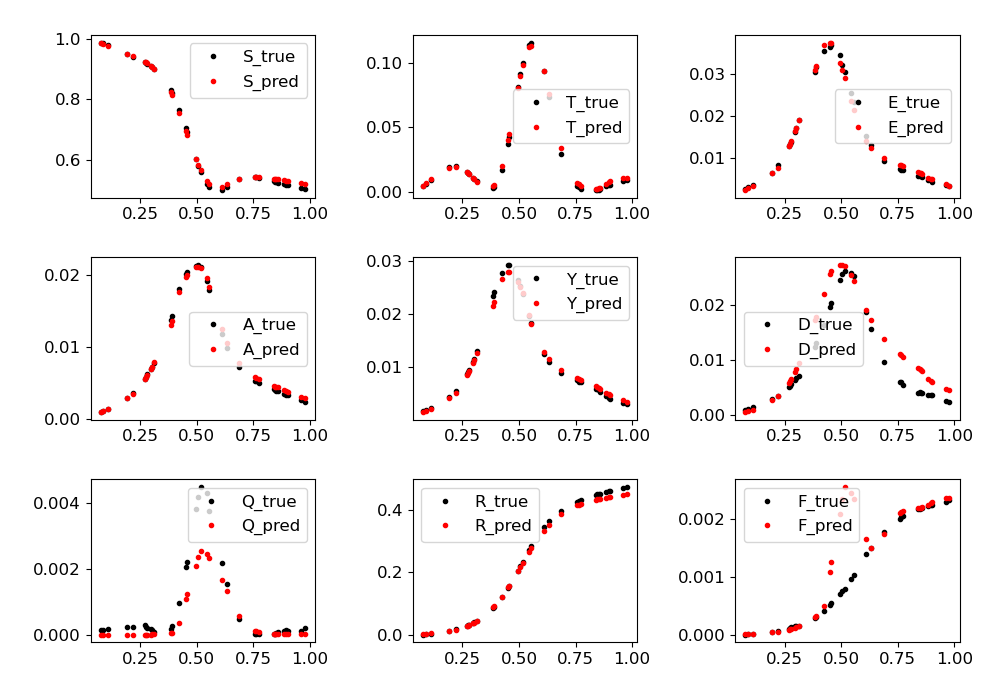 1.0
0.8
0.6
S_true
S_pred
0.25 0.50 0.75 1.00
0.10
0.05
0.00
T_true
T_pred
0.25 0.50 0.75 1.00
0.03
0.02
0.01
E_true
E_pred
0.25 0.50 0.75 1.00
0.02
0.01
0.00
A_true
A_pred
0.25 0.50 0.75 1.00
0.03
0.02
0.01
Y_true
Y_pred
0.25 0.50 0.75 1.00
0.02
0.01
0.00
D_true
D_pred
0.25 0.50 0.75 1.00
0.004
0.002
0.000
Q_true
Q_pred
0.25 0.50 0.75 1.00
0.4
0.2
0.0
R_true
R_pred
0.25 0.50 0.75 1.00
0.002
0.001
0.000
F_true
F_pred
0.25 0.50 0.75 1.00